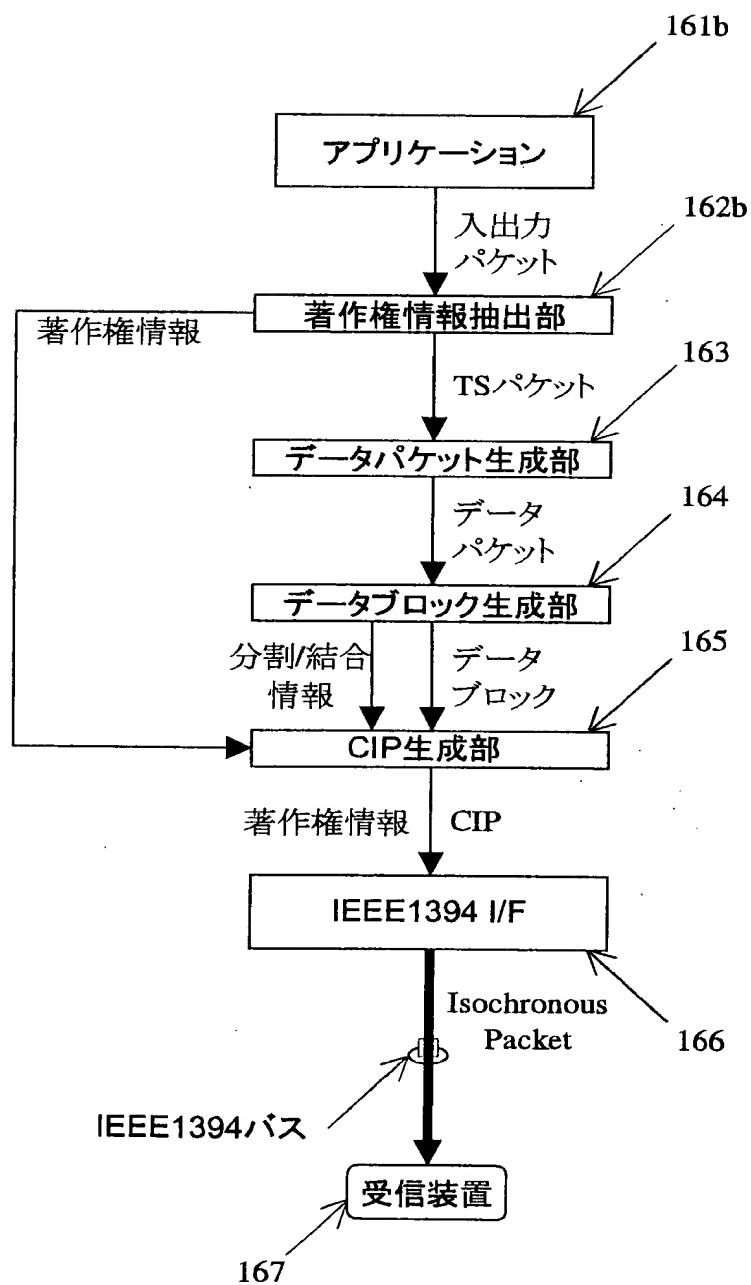 161b
アプリケーション
入出力
パケット
162b
著作権情報抽出部
著作権情報
TSパケット
163
データパケット生成部
データ
パケット
164
データブロック生成部
分割/結合
情報
データ
ブロック
165
CIP生成部
著作権情報
CIP
IEEE1394 I/F
Isochronous
Packet
166
IEEE1394バス
受信装置
167